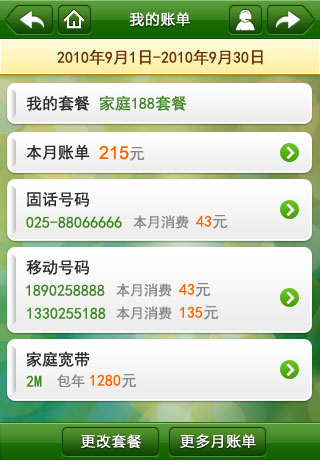 我的账单
2010年9月1日-2010年9月30日
我的套餐 家庭188套餐
本月账单 215元
固话号码
025-88066666 本月消费 43元
移动号码
1890258888 本月消费 43元
1330255188 本月消费 135元
家庭宽带
2M 包年 1280元
更改套餐 更多月账单